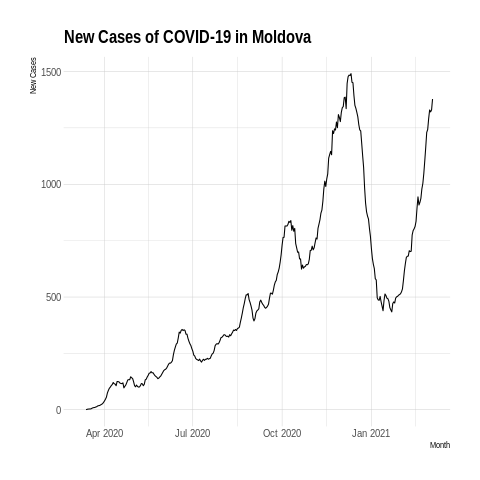 New Cases of COVID-19 in Moldova
New Cases
1500
1000
500
0
Apr 2020 Jul 2020 Oct 2020 Jan 2021
Month